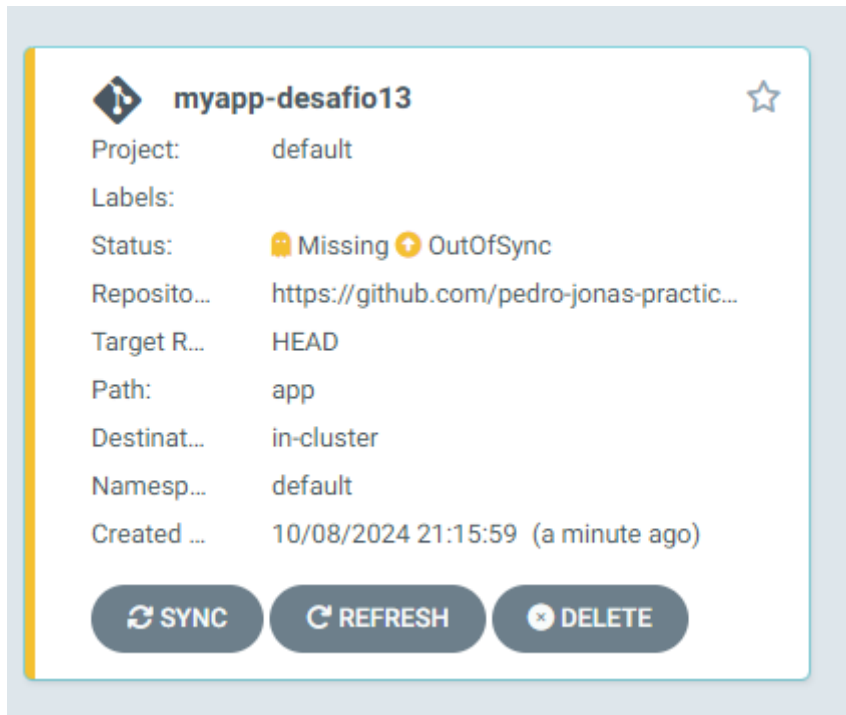 myapp-desafio13
Project: default
Labels:
Status: Missing OutOfSync
Reposito... https://github.com/pedro-jonas-practic...
Target R... HEAD
Path: app
Destinat... in-cluster
Namesp... default
Created ... 10/08/2024 21:15:59 (a minute ago)
SYNC REFRESH DELETE